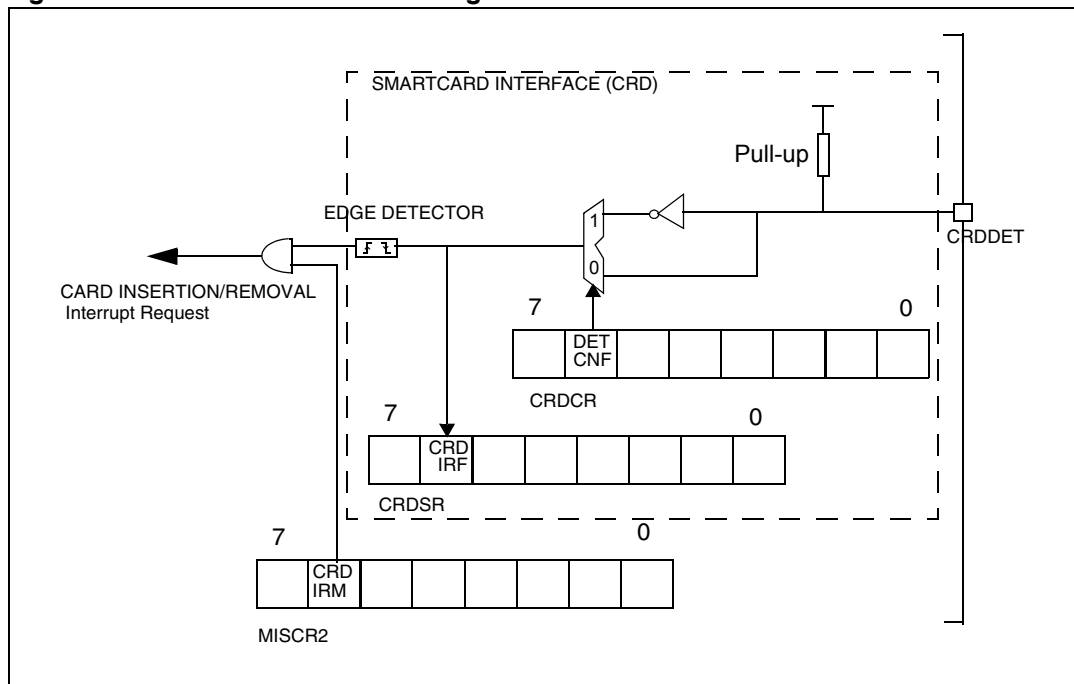 SMARTCARD INTERFACE (CRD)
Pull-up
EDGE DETECTOR
1
CRDDET
0
CARD INSERTION/REMOVAL
Interrupt Request
7 0
DET
CNF
CRDCR
7 0
CRD
IRF
CRDSR
7 0
CRD
IRM
MISCR2